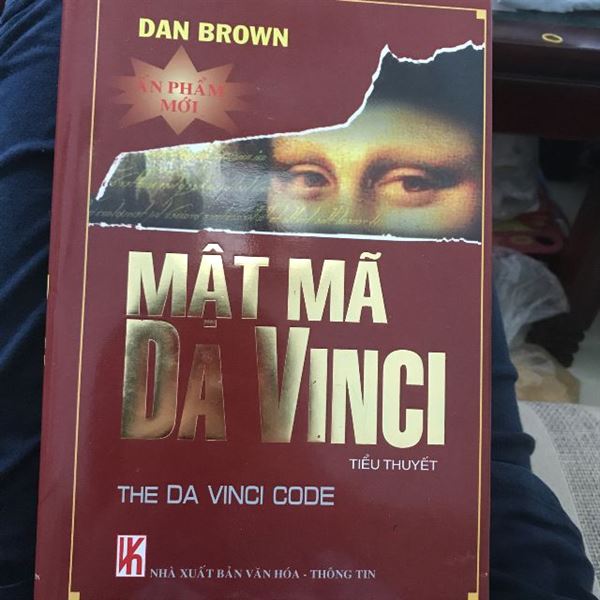 DAN BROWN
ẤN PHẨM
MỚI
MẬT MÃ
DA VINCI
TIỂU THUYẾT
THE DA VINCI CODE
NHÀ XUẤT BẢN VĂN HÓA - THÔNG TIN